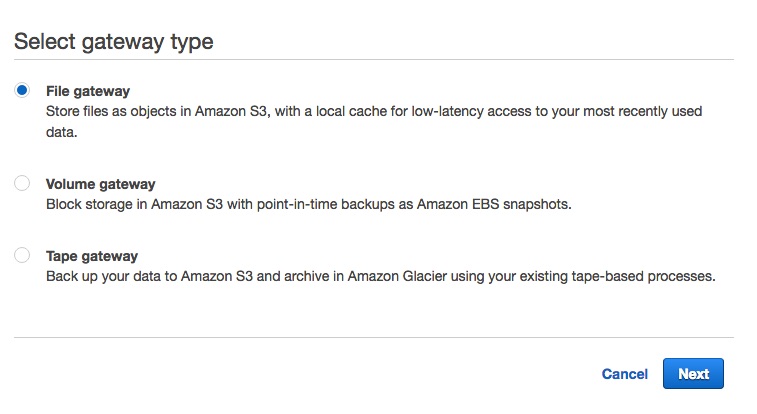 Select gateway type
File gateway
Store files as objects in Amazon S3, with a local cache for low-latency access to your most recently used
data.
Volume gateway
Block storage in Amazon S3 with point-in-time backups as Amazon EBS snapshots.
Tape gateway
Back up your data to Amazon S3 and archive in Amazon Glacier using your existing tape-based processes.
Cancel Next